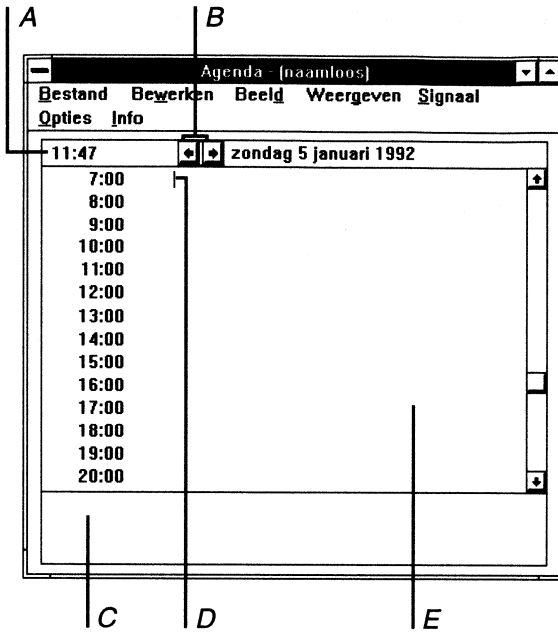 A B
Agenda - (naamloos)
Bestand Bewerken Beeld Weergeven Signaal
Opties Info
11:47 zondag 5 januari 1992
7:00
8:00
9:00
10:00
11:00
12:00
13:00
14:00
15:00
16:00
17:00
18:00
19:00
20:00
C D E